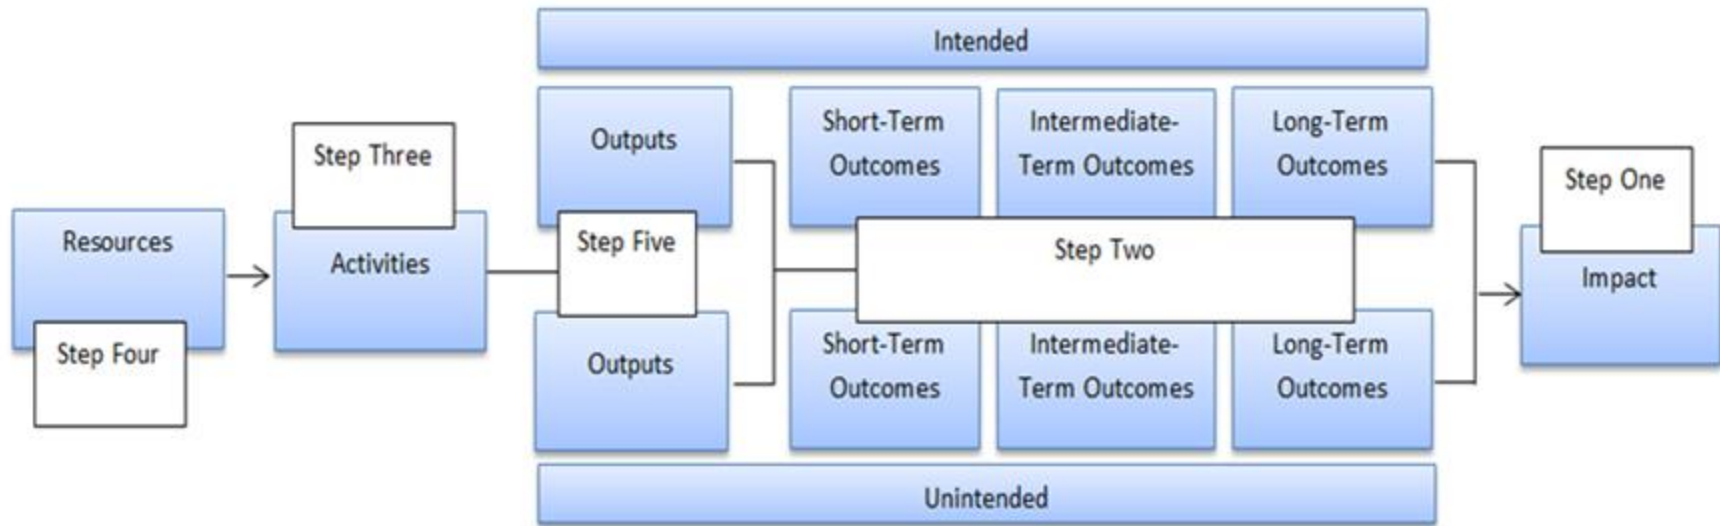 Intended
Outputs
Short-Term
Outcomes
Intermediate-
Term Outcomes
Long-Term
Outcomes
Step Three
Step One
Resources
Activities
Step Five
Step Two
Impact
Step Four
Outputs
Short-Term
Outcomes
Intermediate-
Term Outcomes
Long-Term
Outcomes
Unintended